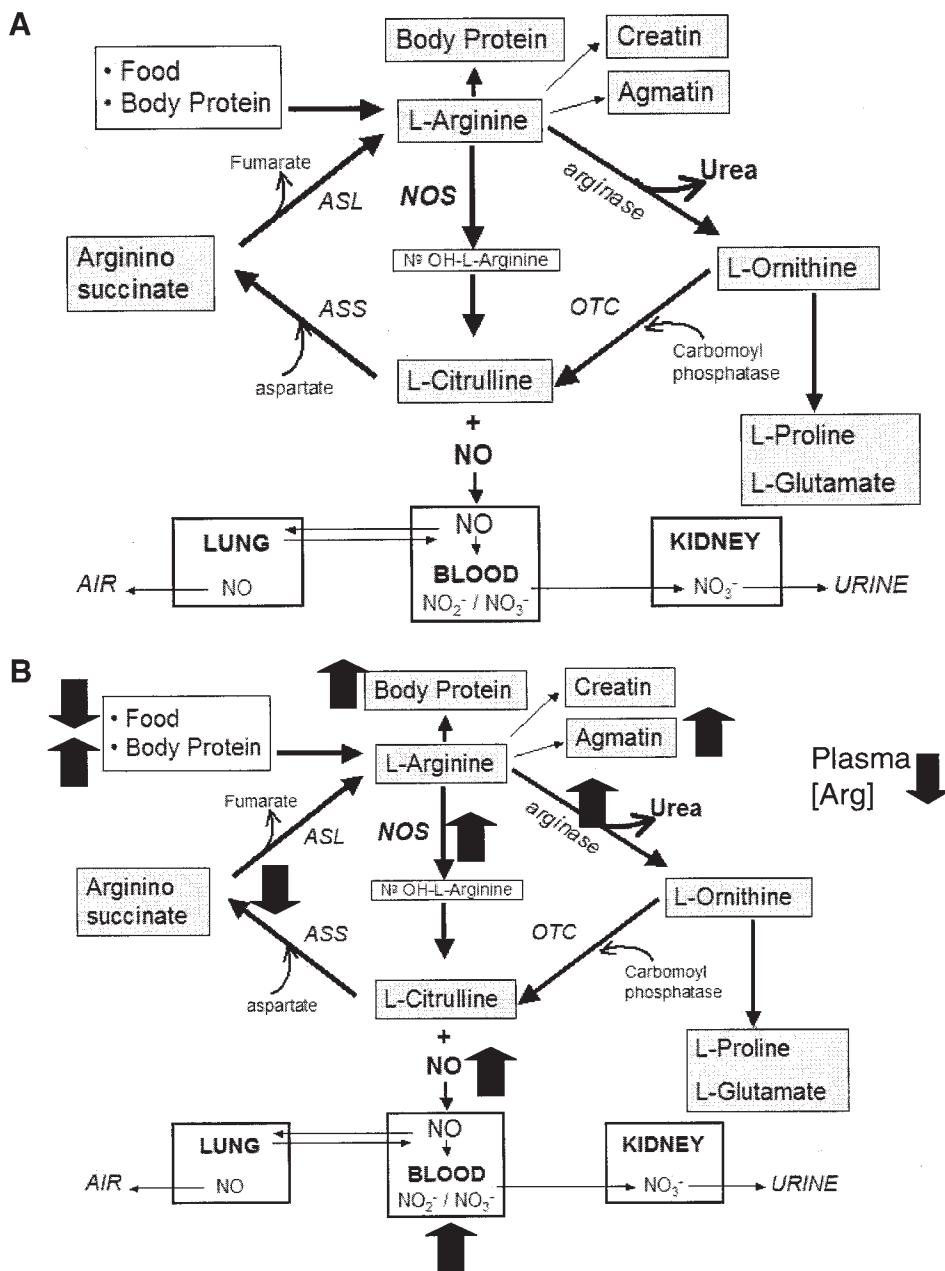 A
Body Protein
Creatin
• Food
• Body Protein
Agmatin
L-Arginine
Fumarate
ASL
NOS
arginase
Urea
Arginino
succinate
Nᵍ OH-L-Arginine
L-Ornithine
ASS
OTC
aspartate
L-Citrulline
Carbomoyl
phosphatase
+
NO
L-Proline
L-Glutamate
LUNG
NO
KIDNEY
AIR
NO
BLOOD
NO₂⁻ / NO₃⁻
NO₃⁻
URINE
B
Body Protein
Creatin
• Food
• Body Protein
Agmatin
L-Arginine
Plasma
[Arg]
Fumarate
ASL
NOS
arginase
Urea
Arginino
succinate
Nᵍ OH-L-Arginine
L-Ornithine
ASS
OTC
aspartate
L-Citrulline
Carbomoyl
phosphatase
+
NO
L-Proline
L-Glutamate
LUNG
NO
KIDNEY
AIR
NO
BLOOD
NO₂⁻ / NO₃⁻
NO₃⁻
URINE